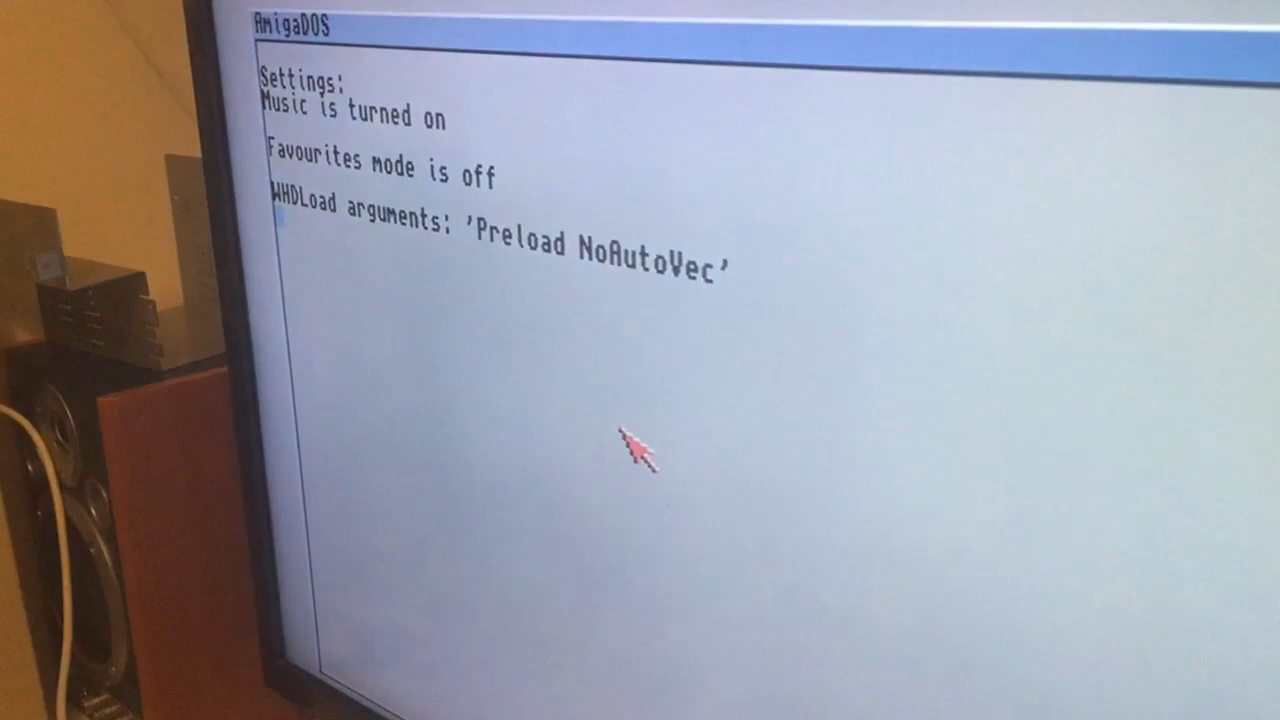 AmigaDOS
Settings:
Music is turned on
Favourites mode is off
WHDLoad arguments: 'Preload NoAutoVec'